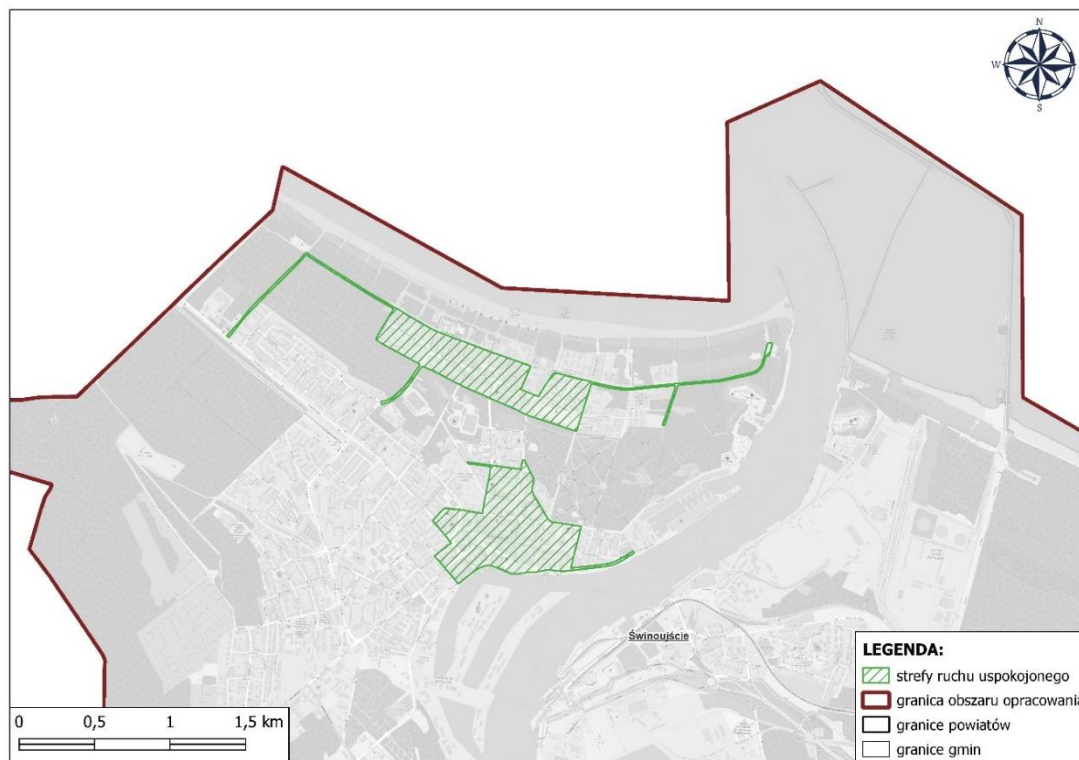 N
W
E
S
Świnoujście
LEGENDA:
strefy ruchu uspokojonego
granica obszaru opracowania
granice powiatów
granice gmin
0 0,5 1 1,5 km